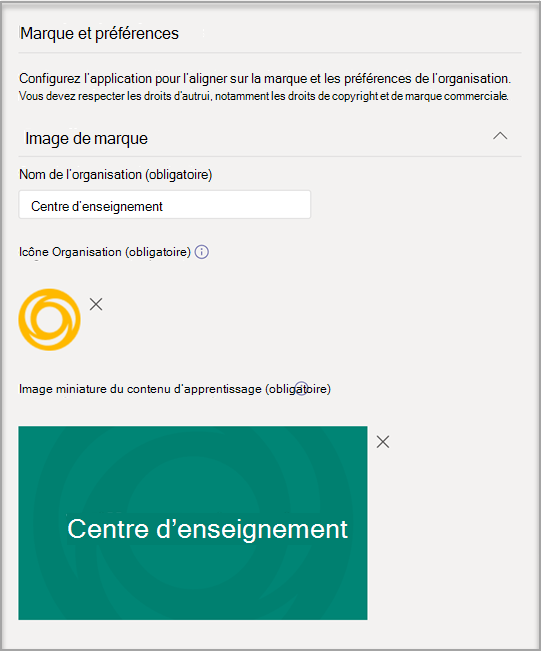 Marque et préférences
Configurez l'application pour l'aligner sur la marque et les préférences de l'organisation.
Vous devez respecter les droits d'autrui, notamment les droits de copyright et de marque commerciale.
Image de marque
Nom de l'organisation (obligatoire)
Centre d'enseignement
Icône Organisation (obligatoire)
Image miniature du contenu d'apprentissage (obligatoire)
Centre d'enseignement